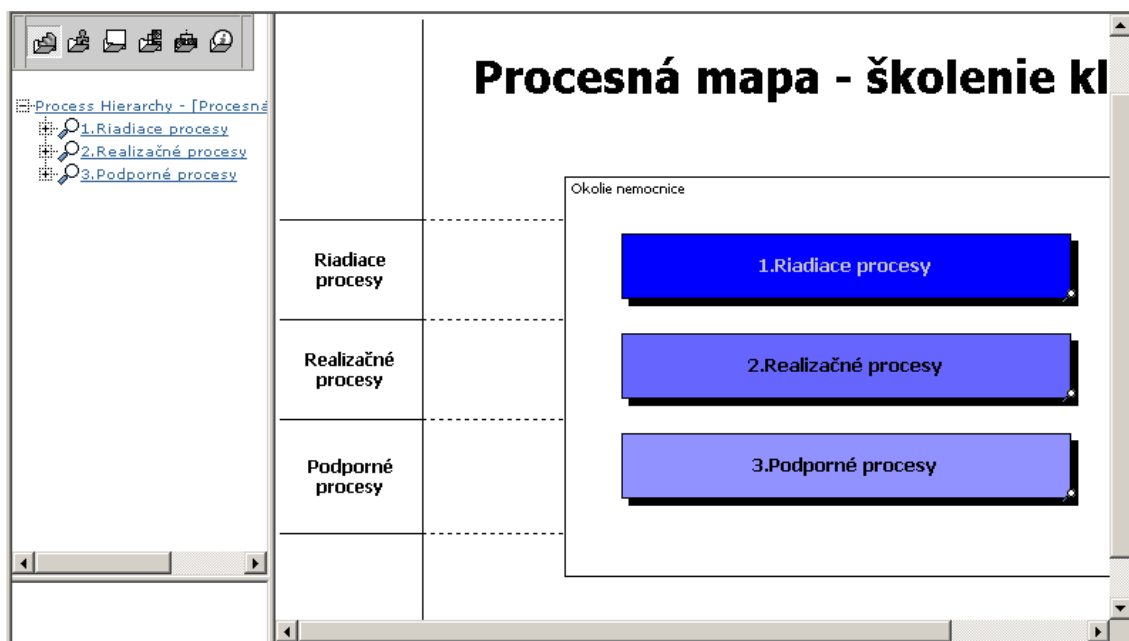 Process Hierarchy - [Procesná
1.Riadiace procesy
2.Realizačné procesy
3.Podporné procesy
Procesná mapa - školenie kl
Okolie nemocnice
Riadiace
procesy
1.Riadiace procesy
Realizačné
procesy
2.Realizačné procesy
Podporné
procesy
3.Podporné procesy